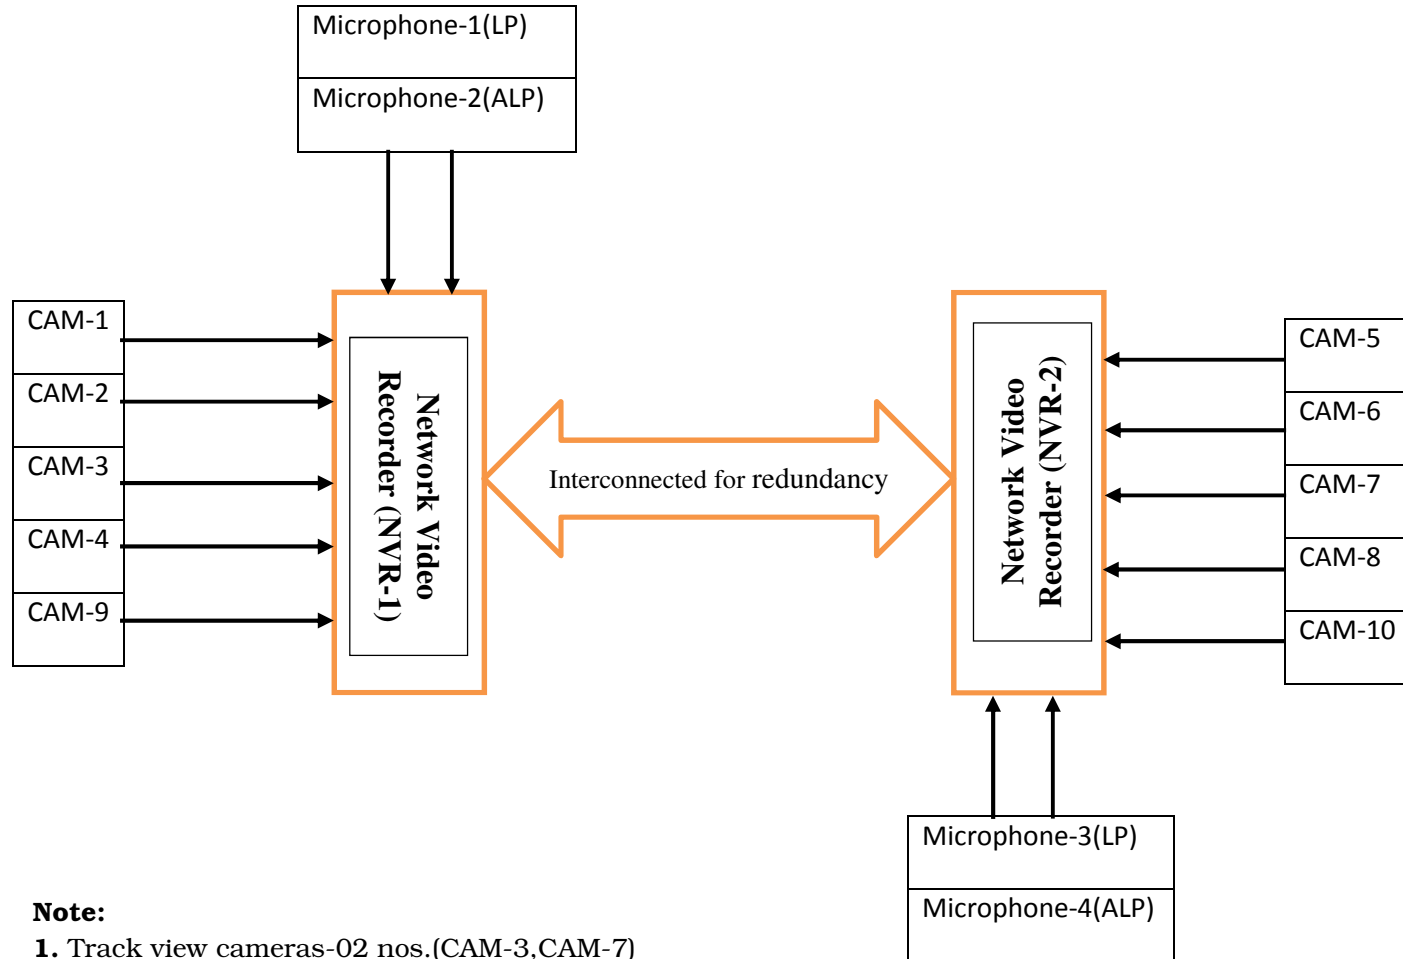 Microphone-1(LP)
Microphone-2(ALP)
CAM-1
CAM-2
CAM-3
CAM-4
CAM-9
Network Video
Recorder (NVR-1)
Interconnected for redundancy
Network Video
Recorder (NVR-2)
CAM-5
CAM-6
CAM-7
CAM-8
CAM-10
Microphone-3(LP)
Microphone-4(ALP)
Note:
1. Track view cameras-02 nos.(CAM-3,CAM-7)